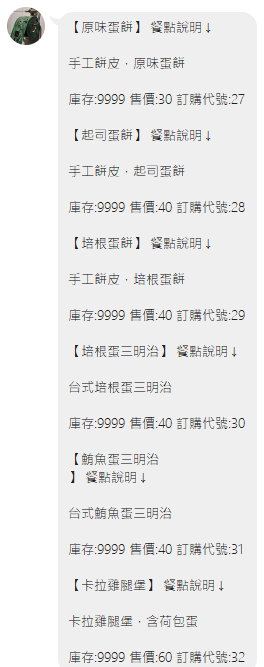 【原味蛋餅】 餐點說明↓
手工餅皮，原味蛋餅
庫存:9999 售價:30 訂購代號:27
【起司蛋餅】 餐點說明↓
手工餅皮，起司蛋餅
庫存:9999 售價:40 訂購代號:28
【培根蛋餅】 餐點說明↓
手工餅皮，培根蛋餅
庫存:9999 售價:40 訂購代號:29
【培根蛋三明治】 餐點說明↓
台式培根蛋三明治
庫存:9999 售價:40 訂購代號:30
【鮪魚蛋三明治
】 餐點說明↓
台式鮪魚蛋三明治
庫存:9999 售價:40 訂購代號:31
【卡拉雞腿堡】 餐點說明↓
卡拉雞腿堡，含荷包蛋
庫存:9999 售價:60 訂購代號:32